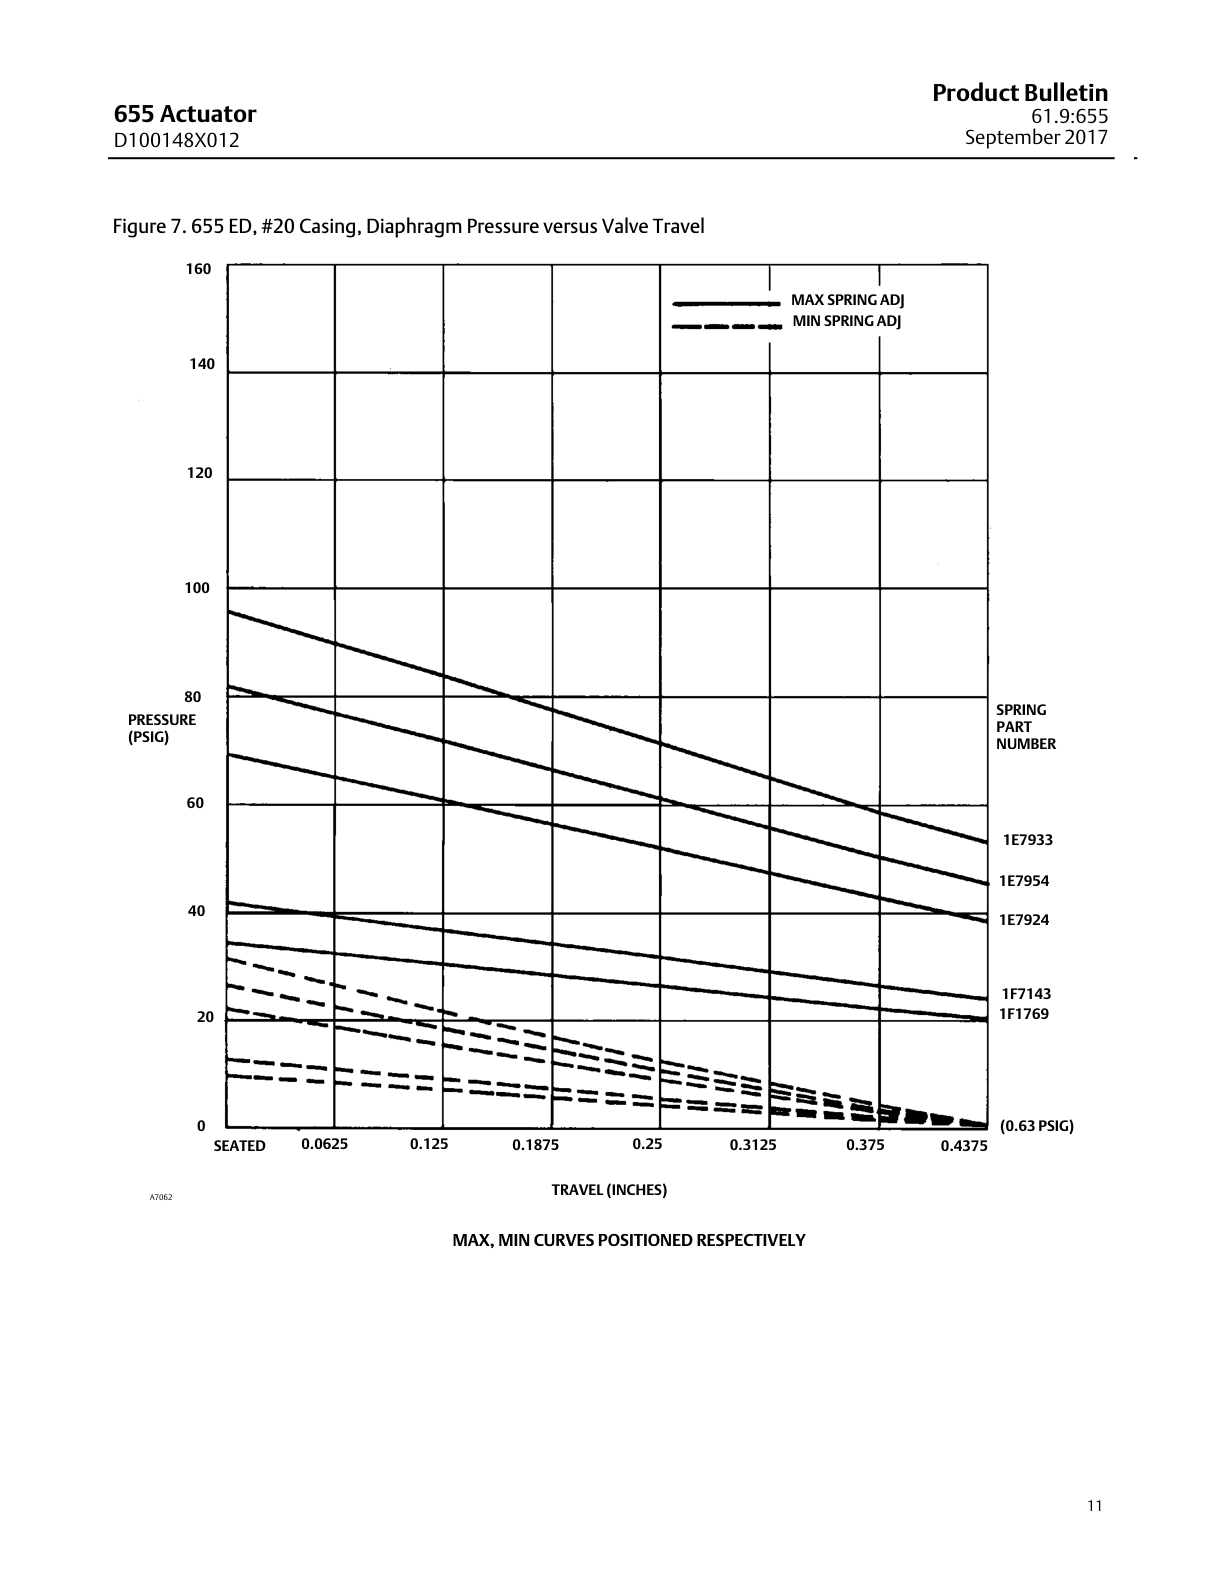 655 Actuator
D100148X012
Product Bulletin
61.9:655
September 2017
Figure 7. 655 ED, #20 Casing, Diaphragm Pressure versus Valve Travel
160
MAX SPRING ADJ
MIN SPRING ADJ
140
120
100
80
PRESSURE
(PSIG)
SPRING
PART
NUMBER
60
1E7933
1E7954
40
1E7924
1F7143
1F1769
20
0
(0.63 PSIG)
SEATED 0.0625 0.125 0.1875 0.25 0.3125 0.375 0.4375
TRAVEL (INCHES)
A7062
MAX, MIN CURVES POSITIONED RESPECTIVELY
11